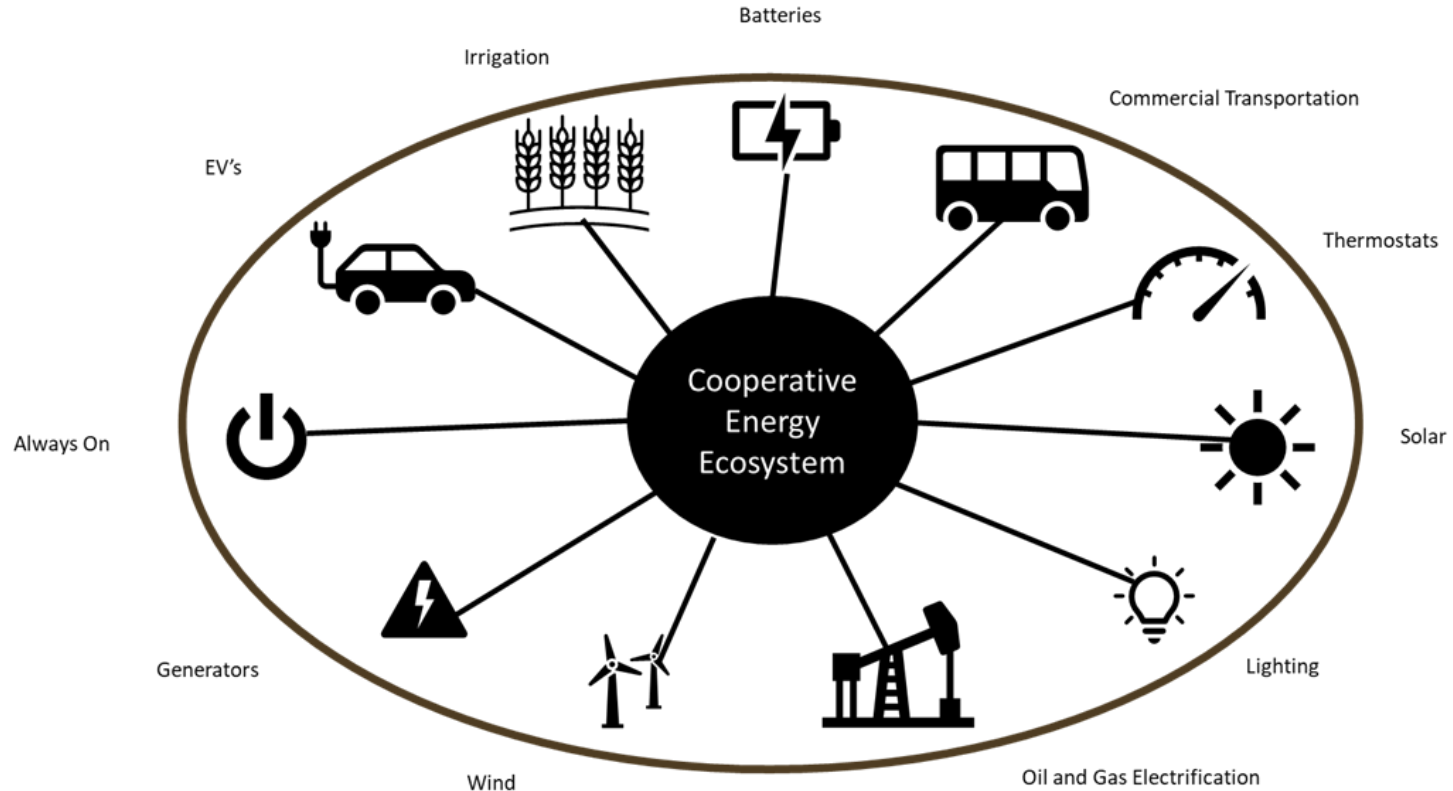 Batteries
Irrigation
Commercial Transportation
EV’s
Thermostats
Cooperative
Energy
Ecosystem
Always On
Solar
Generators
Lighting
Wind
Oil and Gas Electrification